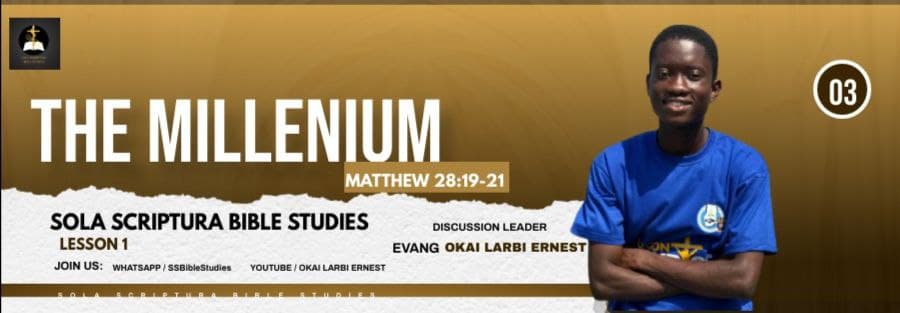 THE MILLENIUM
03
MATTHEW 28:19-21
SOLA SCRIPTURA BIBLE STUDIES
LESSON 1
DISCUSSION LEADER
EVANG OKAI LARBI ERNEST
JOIN US: WHATSAPP / SSBibleStudies YOUTUBE / OKAI LARBI ERNEST
SOLA SCRIPTURA BIBLE STUDIES